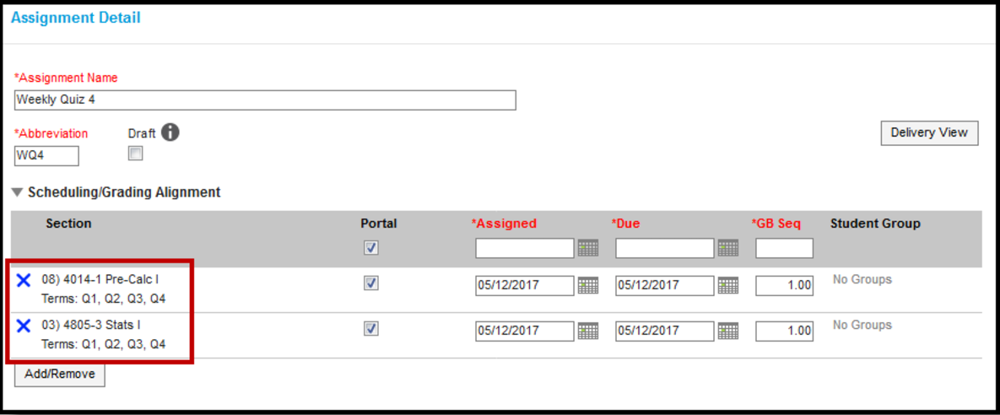 Assignment Detail
*Assignment Name
Weekly Quiz 4
*Abbreviation Draft
WQ4
Delivery View
Scheduling/Grading Alignment
Section Portal *Assigned *Due *GB Seq Student Group
08) 4014-1 Pre-Calc I 05/12/2017 05/12/2017 1.00 No Groups
Terms: Q1, Q2, Q3, Q4
03) 4805-3 Stats I 05/12/2017 05/12/2017 1.00 No Groups
Terms: Q1, Q2, Q3, Q4
Add/Remove